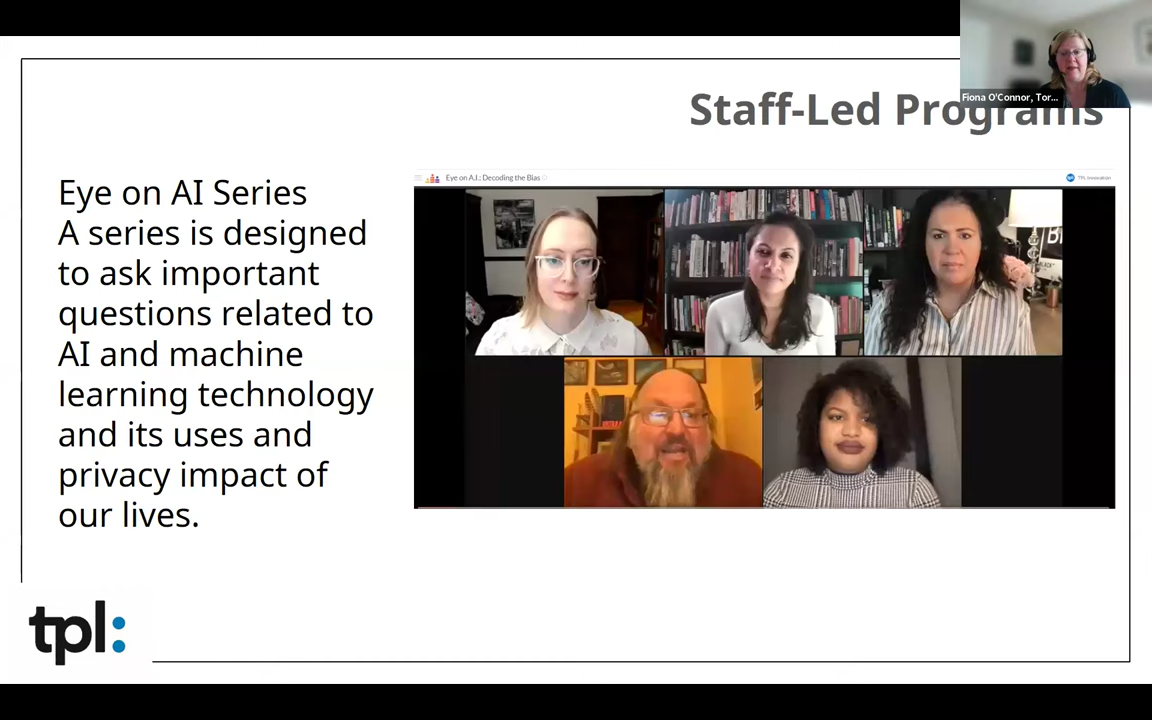 Fiona O'Connor, Tor...
Staff-Led Programs
Eye on AI Series
A series is designed
to ask important
questions related to
AI and machine
learning technology
and its uses and
privacy impact of
our lives.
Eye on A.I.: Decoding the Bias
TPL Innovation
tpl: